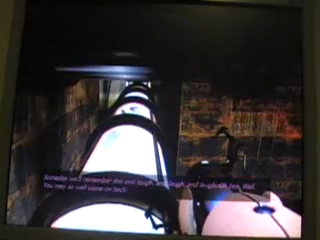 Someday we'll remember this and laugh. and laugh. and laugh. Oh boy. Well.
You may as well come on back.